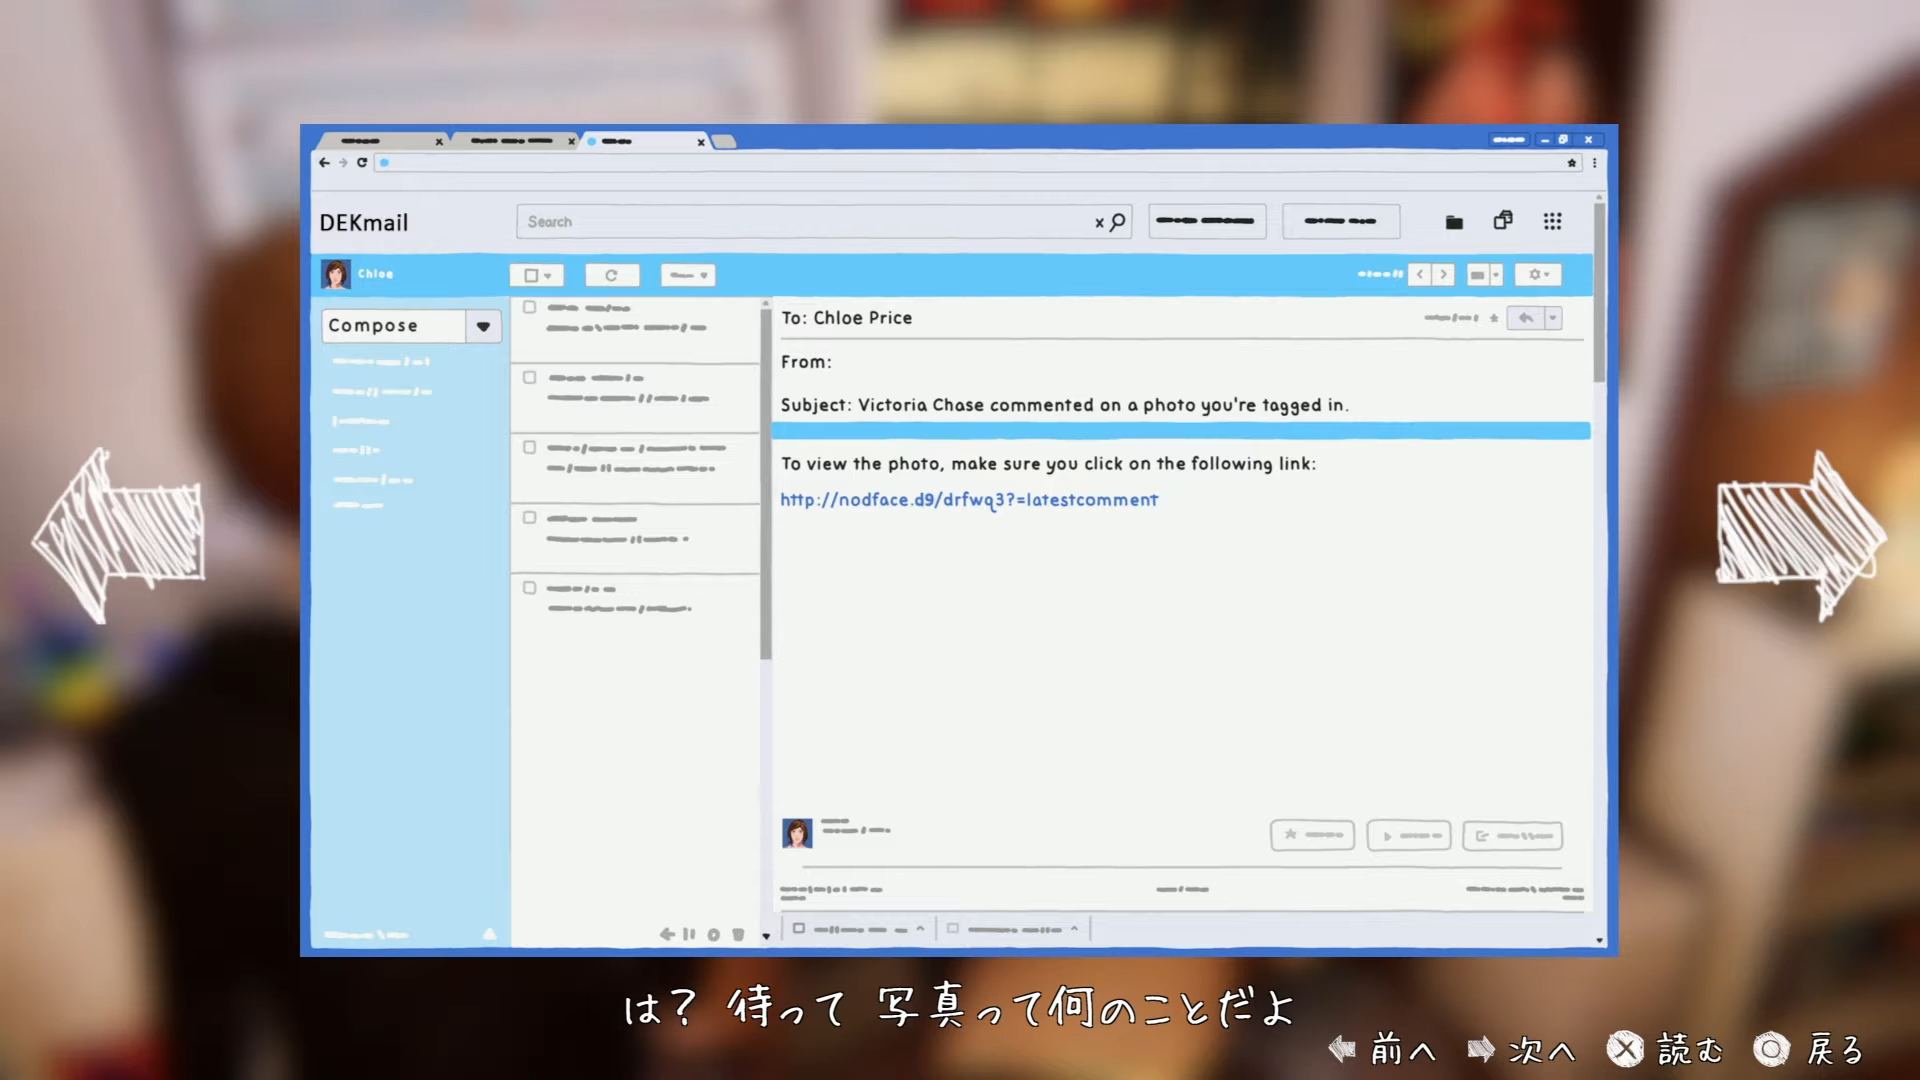 DEKmail
Search
Chloe
Compose
To: Chloe Price
From:
Subject: Victoria Chase commented on a photo you're tagged in.
To view the photo, make sure you click on the following link:
http://nodface.d9/drfwq3?=latestcomment
は? 待って 写真って何のことだよ
前へ 次へ 読む 戻る